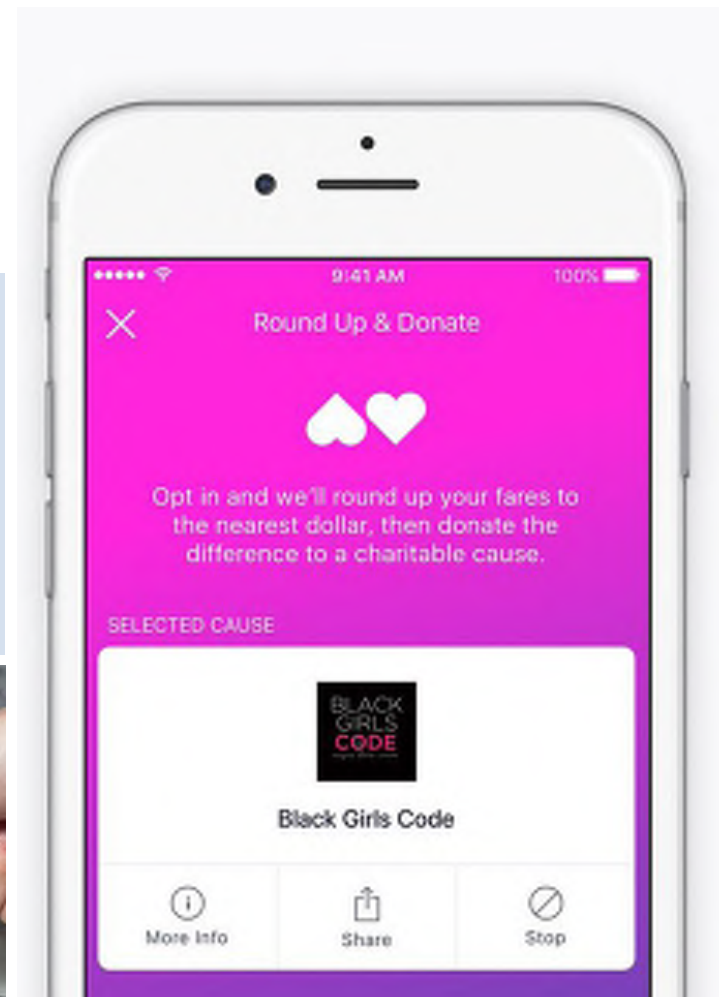 9:41 AM
100%
Round Up & Donate
Opt in and we'll round up your fares to
the nearest dollar, then donate the
difference to a charitable cause.
SELECTED CAUSE
BLACK
GIRLS
CODE
Black Girls Code
More Info
Share
Stop